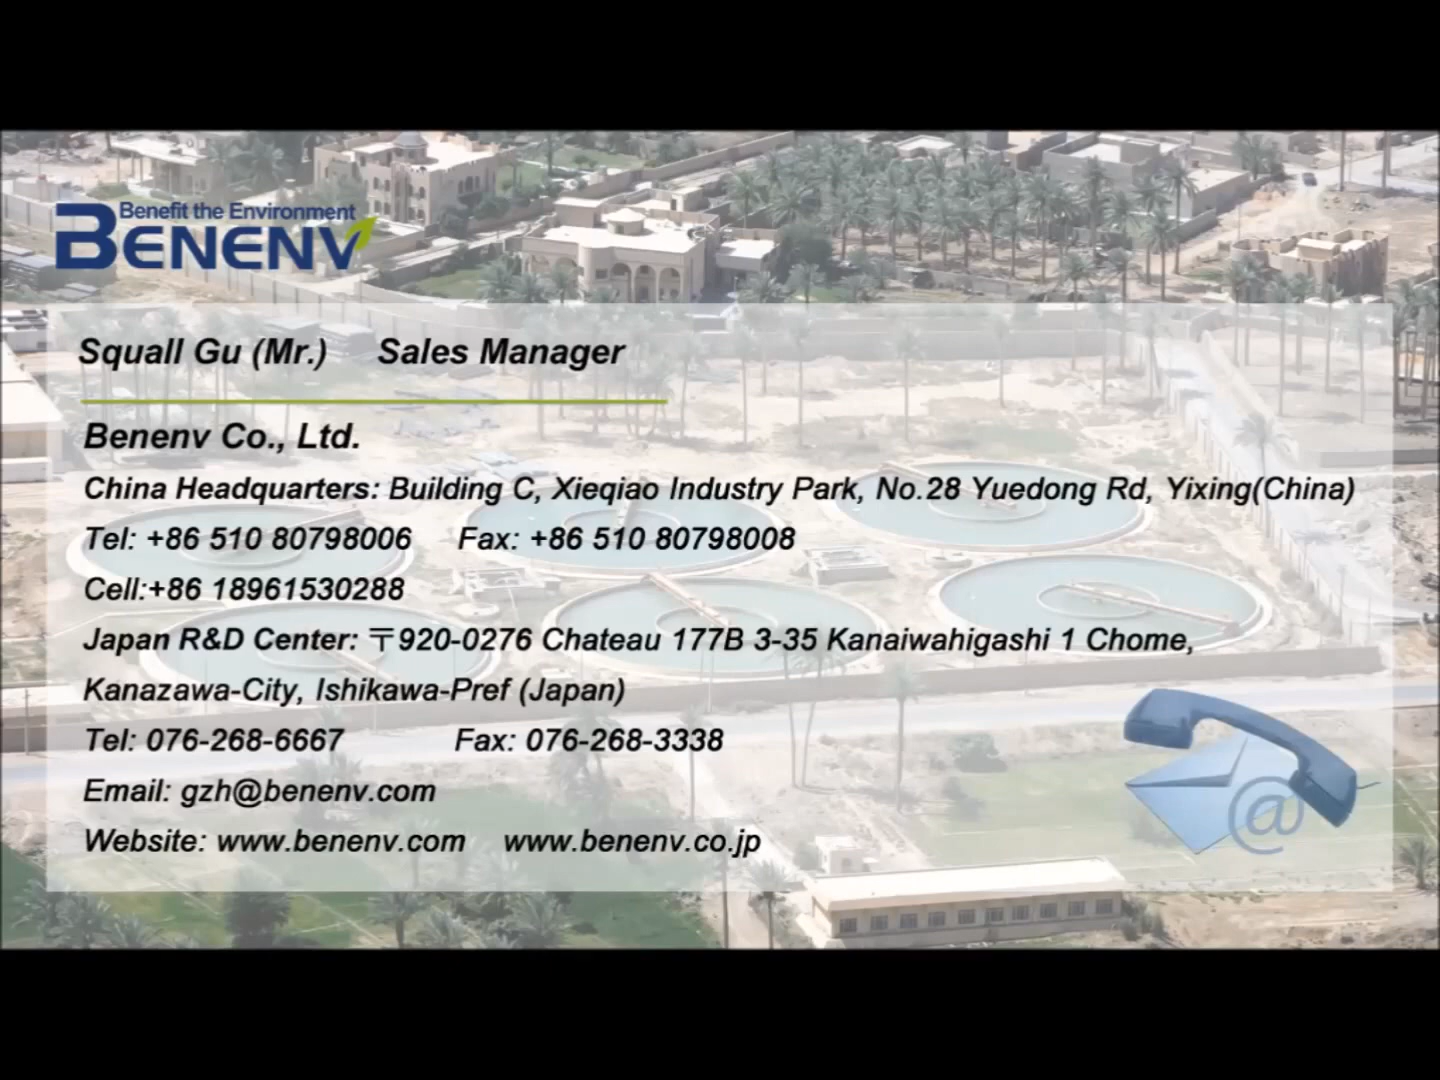 Benefit the Environment
BENENV
Squall Gu (Mr.) Sales Manager
Benenv Co., Ltd.
China Headquarters: Building C, Xieqiao Industry Park, No.28 Yuedong Rd, Yixing(China)
Tel: +86 510 80798006 Fax: +86 510 80798008
Cell:+86 18961530288
Japan R&D Center: 〒920-0276 Chateau 177B 3-35 Kanaiwahigashi 1 Chome,
Kanazawa-City, Ishikawa-Pref (Japan)
Tel: 076-268-6667 Fax: 076-268-3338
Email: gzh@benenv.com
Website: www.benenv.com www.benenv.co.jp
@